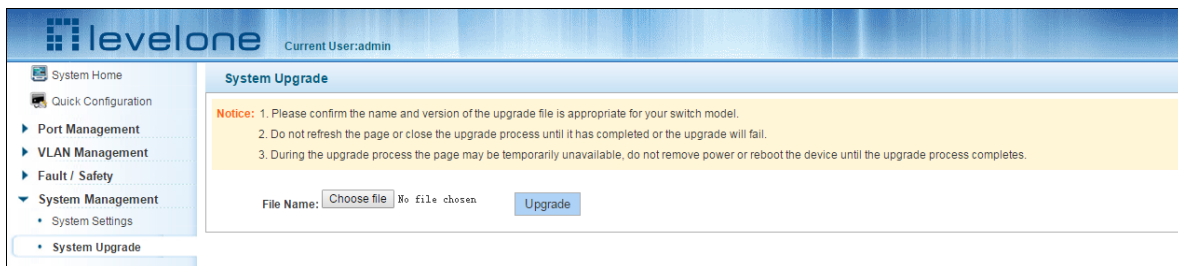 levelone Current User:admin
System Home
Quick Configuration
Port Management
VLAN Management
Fault / Safety
System Management
System Settings
System Upgrade
System Upgrade
Notice: 1. Please confirm the name and version of the upgrade file is appropriate for your switch model.
2. Do not refresh the page or close the upgrade process until it has completed or the upgrade will fail.
3. During the upgrade process the page may be temporarily unavailable, do not remove power or reboot the device until the upgrade process completes.
File Name: Choose file No file chosen Upgrade